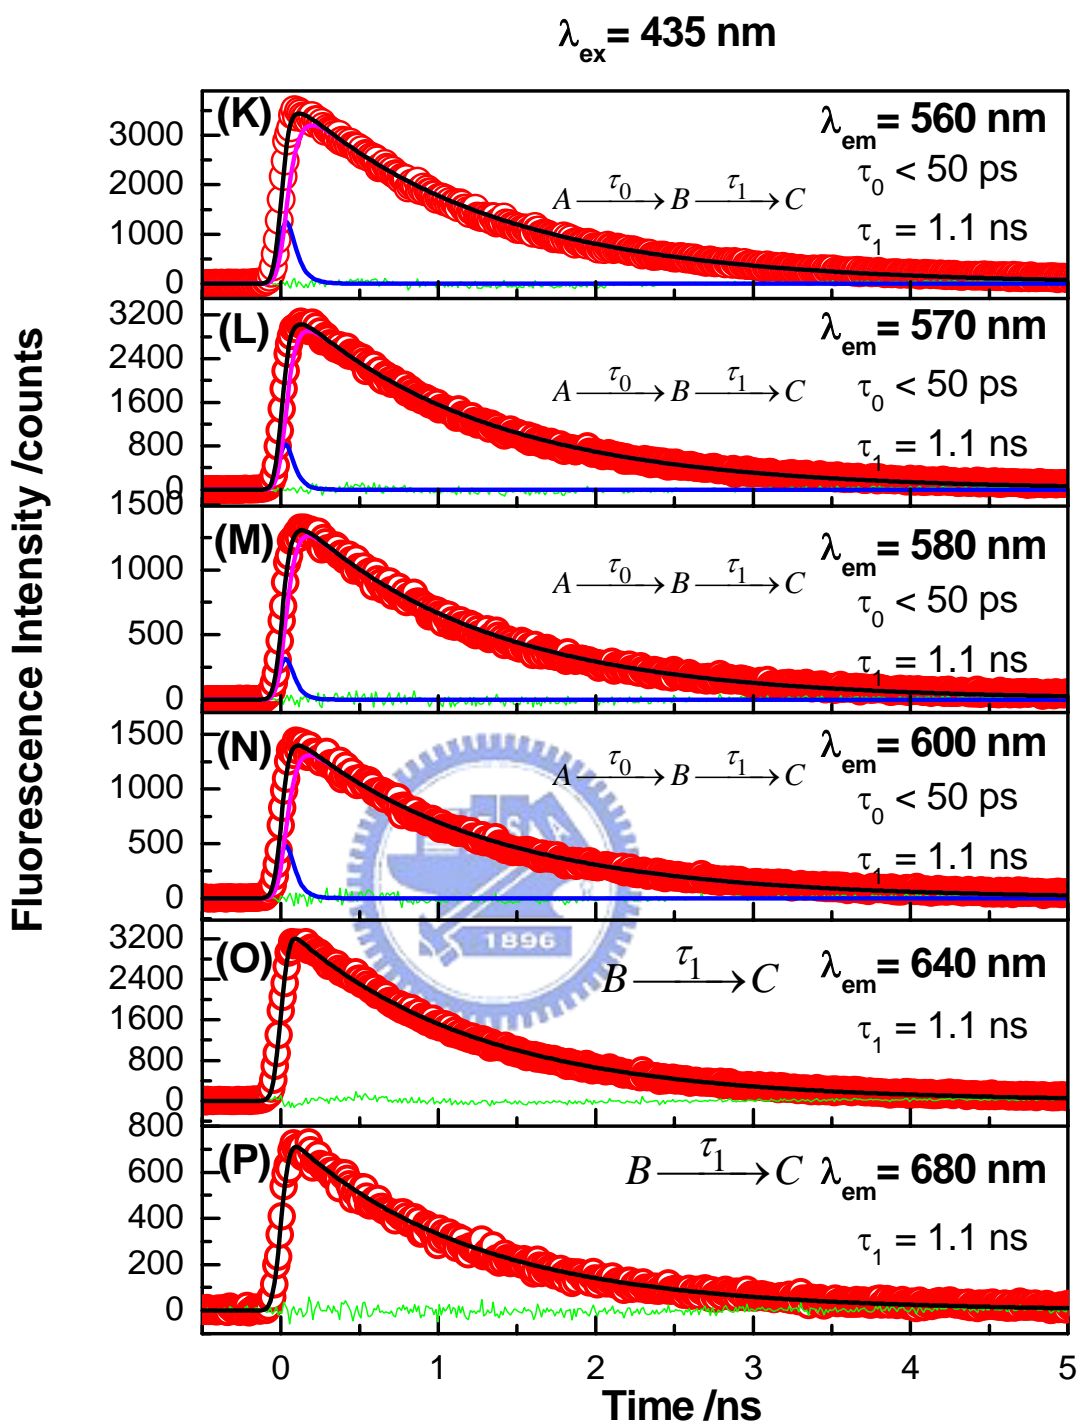 λex= 435 nm
Fluorescence Intensity /counts
(K)
λem= 560 nm
τ0 < 50 ps
A τ0→ B τ1→ C
τ1 = 1.1 ns
3000
2000
1000
0
(L)
λem= 570 nm
τ0 < 50 ps
A τ0→ B τ1→ C
τ1 = 1.1 ns
3200
2400
1600
800
0
(M)
λem= 580 nm
τ0 < 50 ps
A τ0→ B τ1→ C
τ1 = 1.1 ns
1500
1000
500
0
(N)
λem= 600 nm
A τ0→ B τ1→ C
τ0 < 50 ps
τ1 = 1.1 ns
1500
1000
500
0
1896
(O)
B τ1→ C
λem= 640 nm
τ1 = 1.1 ns
3200
2400
1600
800
0
(P)
B τ1→ C
λem= 680 nm
τ1 = 1.1 ns
800
600
400
200
0
0 1 2 3 4 5
Time /ns